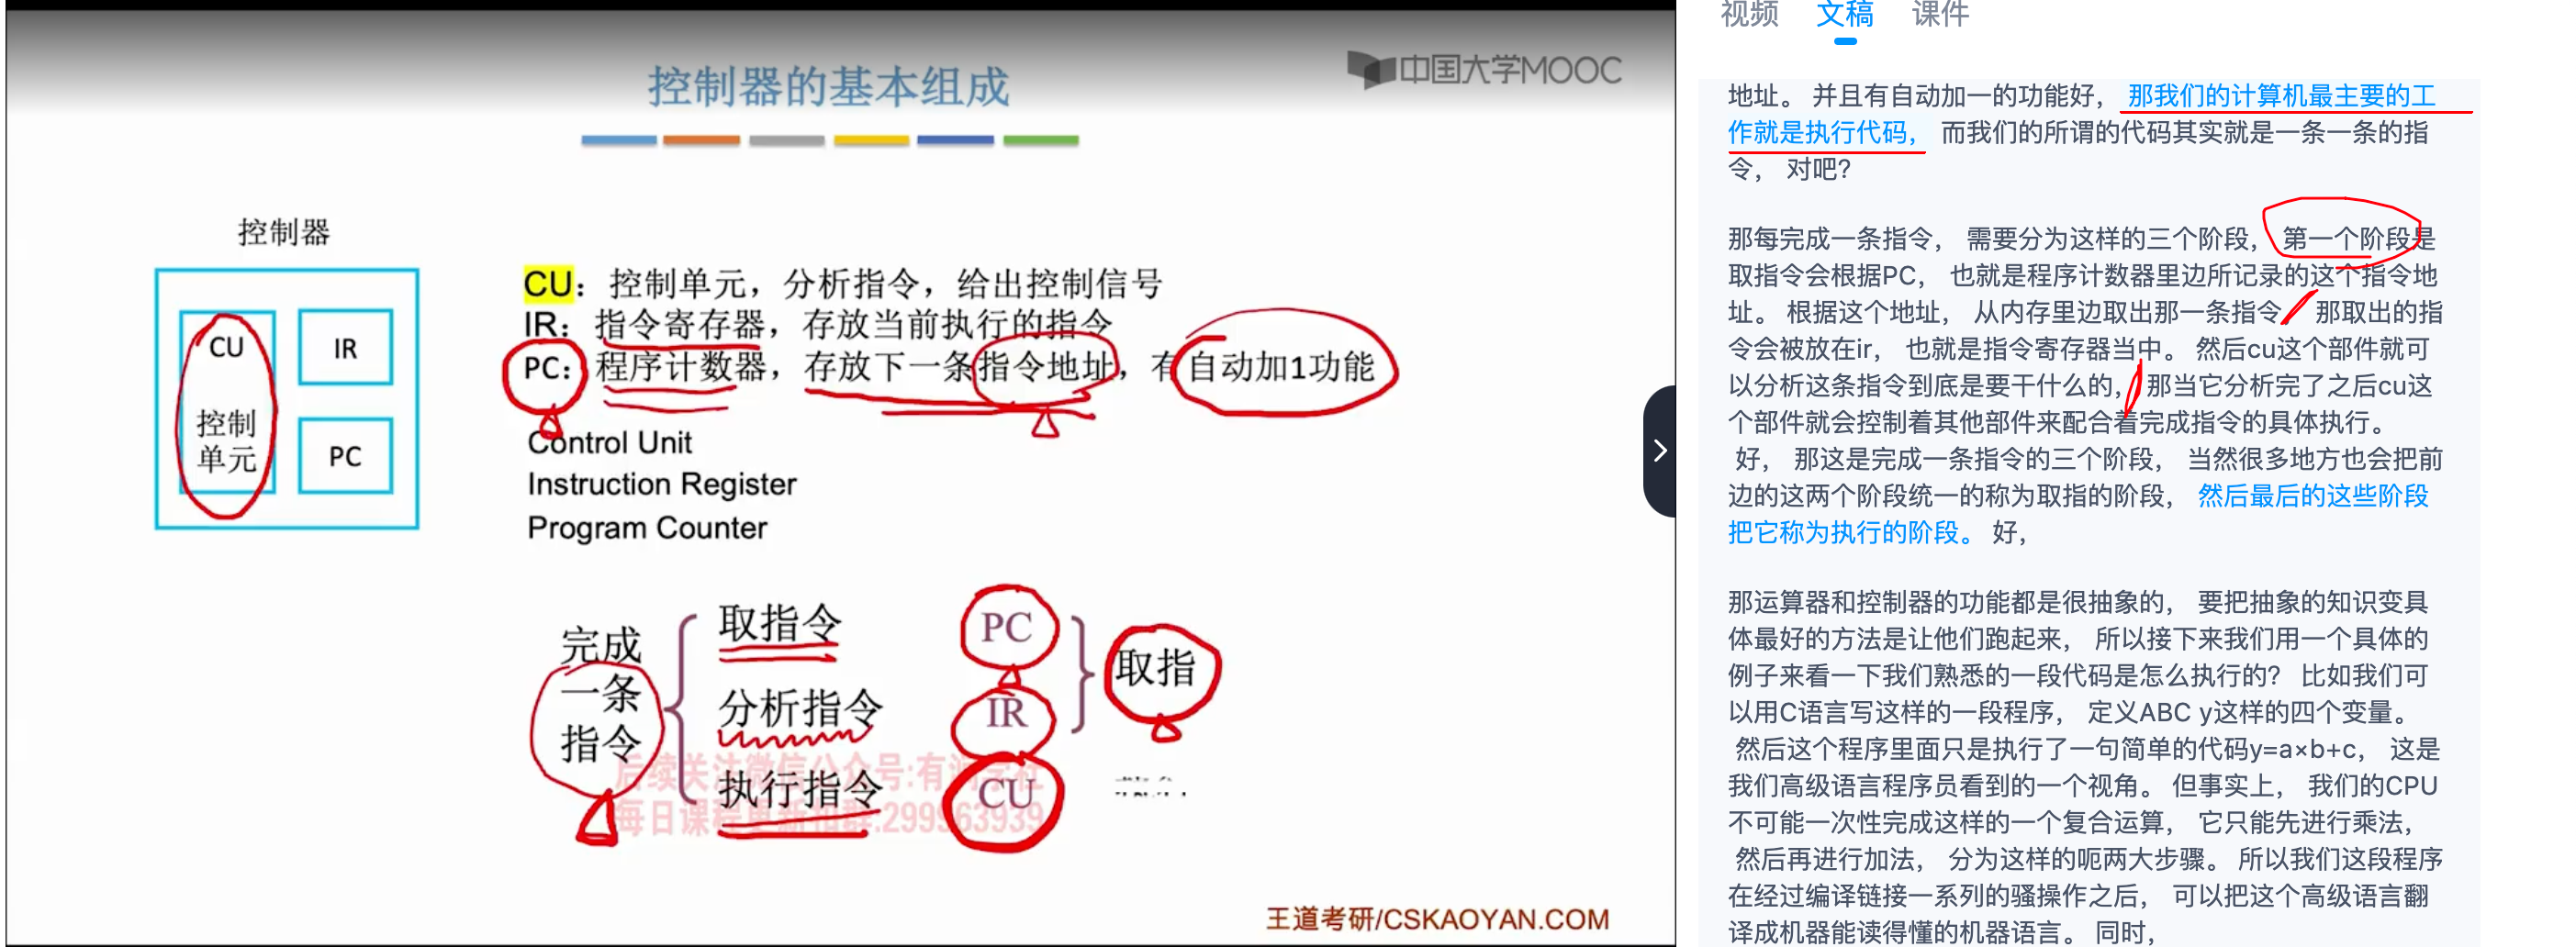 控制器的基本组成
中国大学MOOC
控制器
CU
控制
单元
IR
PC
CU：控制单元，分析指令，给出控制信号
IR：指令寄存器，存放当前执行的指令
PC：程序计数器，存放下一条指令地址，有自动加1功能
Control Unit
Instruction Register
Program Counter
完成
一条
指令
取指令
分析指令
执行指令
PC
IR
CU
取指
后续关注微信公众号:有
每日课程更新
299963939
王道考研/CSKAOYAN.COM
视频 文稿 课件
地址。 并且有自动加一的功能好， 那我们的计算机最主要的工
作就是执行代码， 而我们的所谓的代码其实就是一条一条的指
令， 对吧？
那每完成一条指令， 需要分为这样的三个阶段， 第一个阶段是
取指令会根据PC， 也就是程序计数器里边所记录的这个指令地
址。 根据这个地址， 从内存里边取出那一条指令， 那取出的指
令会被放在ir， 也就是指令寄存器当中。 然后cu这个部件就可
以分析这条指令到底是要干什么的， 那当它分析完了之后cu这
个部件就会控制着其他部件来配合着完成指令的具体执行。
好， 那这是完成一条指令的三个阶段， 当然很多地方也会把前
边的这两个阶段统一的称为取指的阶段， 然后最后的这些阶段
把它称为执行的阶段。 好，
那运算器和控制器的功能都是很抽象的， 要把抽象的知识变具
体最好的方法是让他们跑起来， 所以接下来我们用一个具体的
例子来看一下我们熟悉的一段代码是怎么执行的？ 比如我们可
以用C语言写这样的一段程序， 定义ABC y这样的四个变量。
然后这个程序里面只是执行了一句简单的代码y=a×b+c， 这是
我们高级语言程序员看到的一个视角。 但事实上， 我们的CPU
不可能一次性完成这样的一个复合运算， 它只能先进行乘法，
然后再进行加法， 分为这样的呃两大步骤。 所以我们这段程序
在经过编译链接一系列的骚操作之后， 可以把这个高级语言翻
译成机器能读得懂的机器语言。 同时，